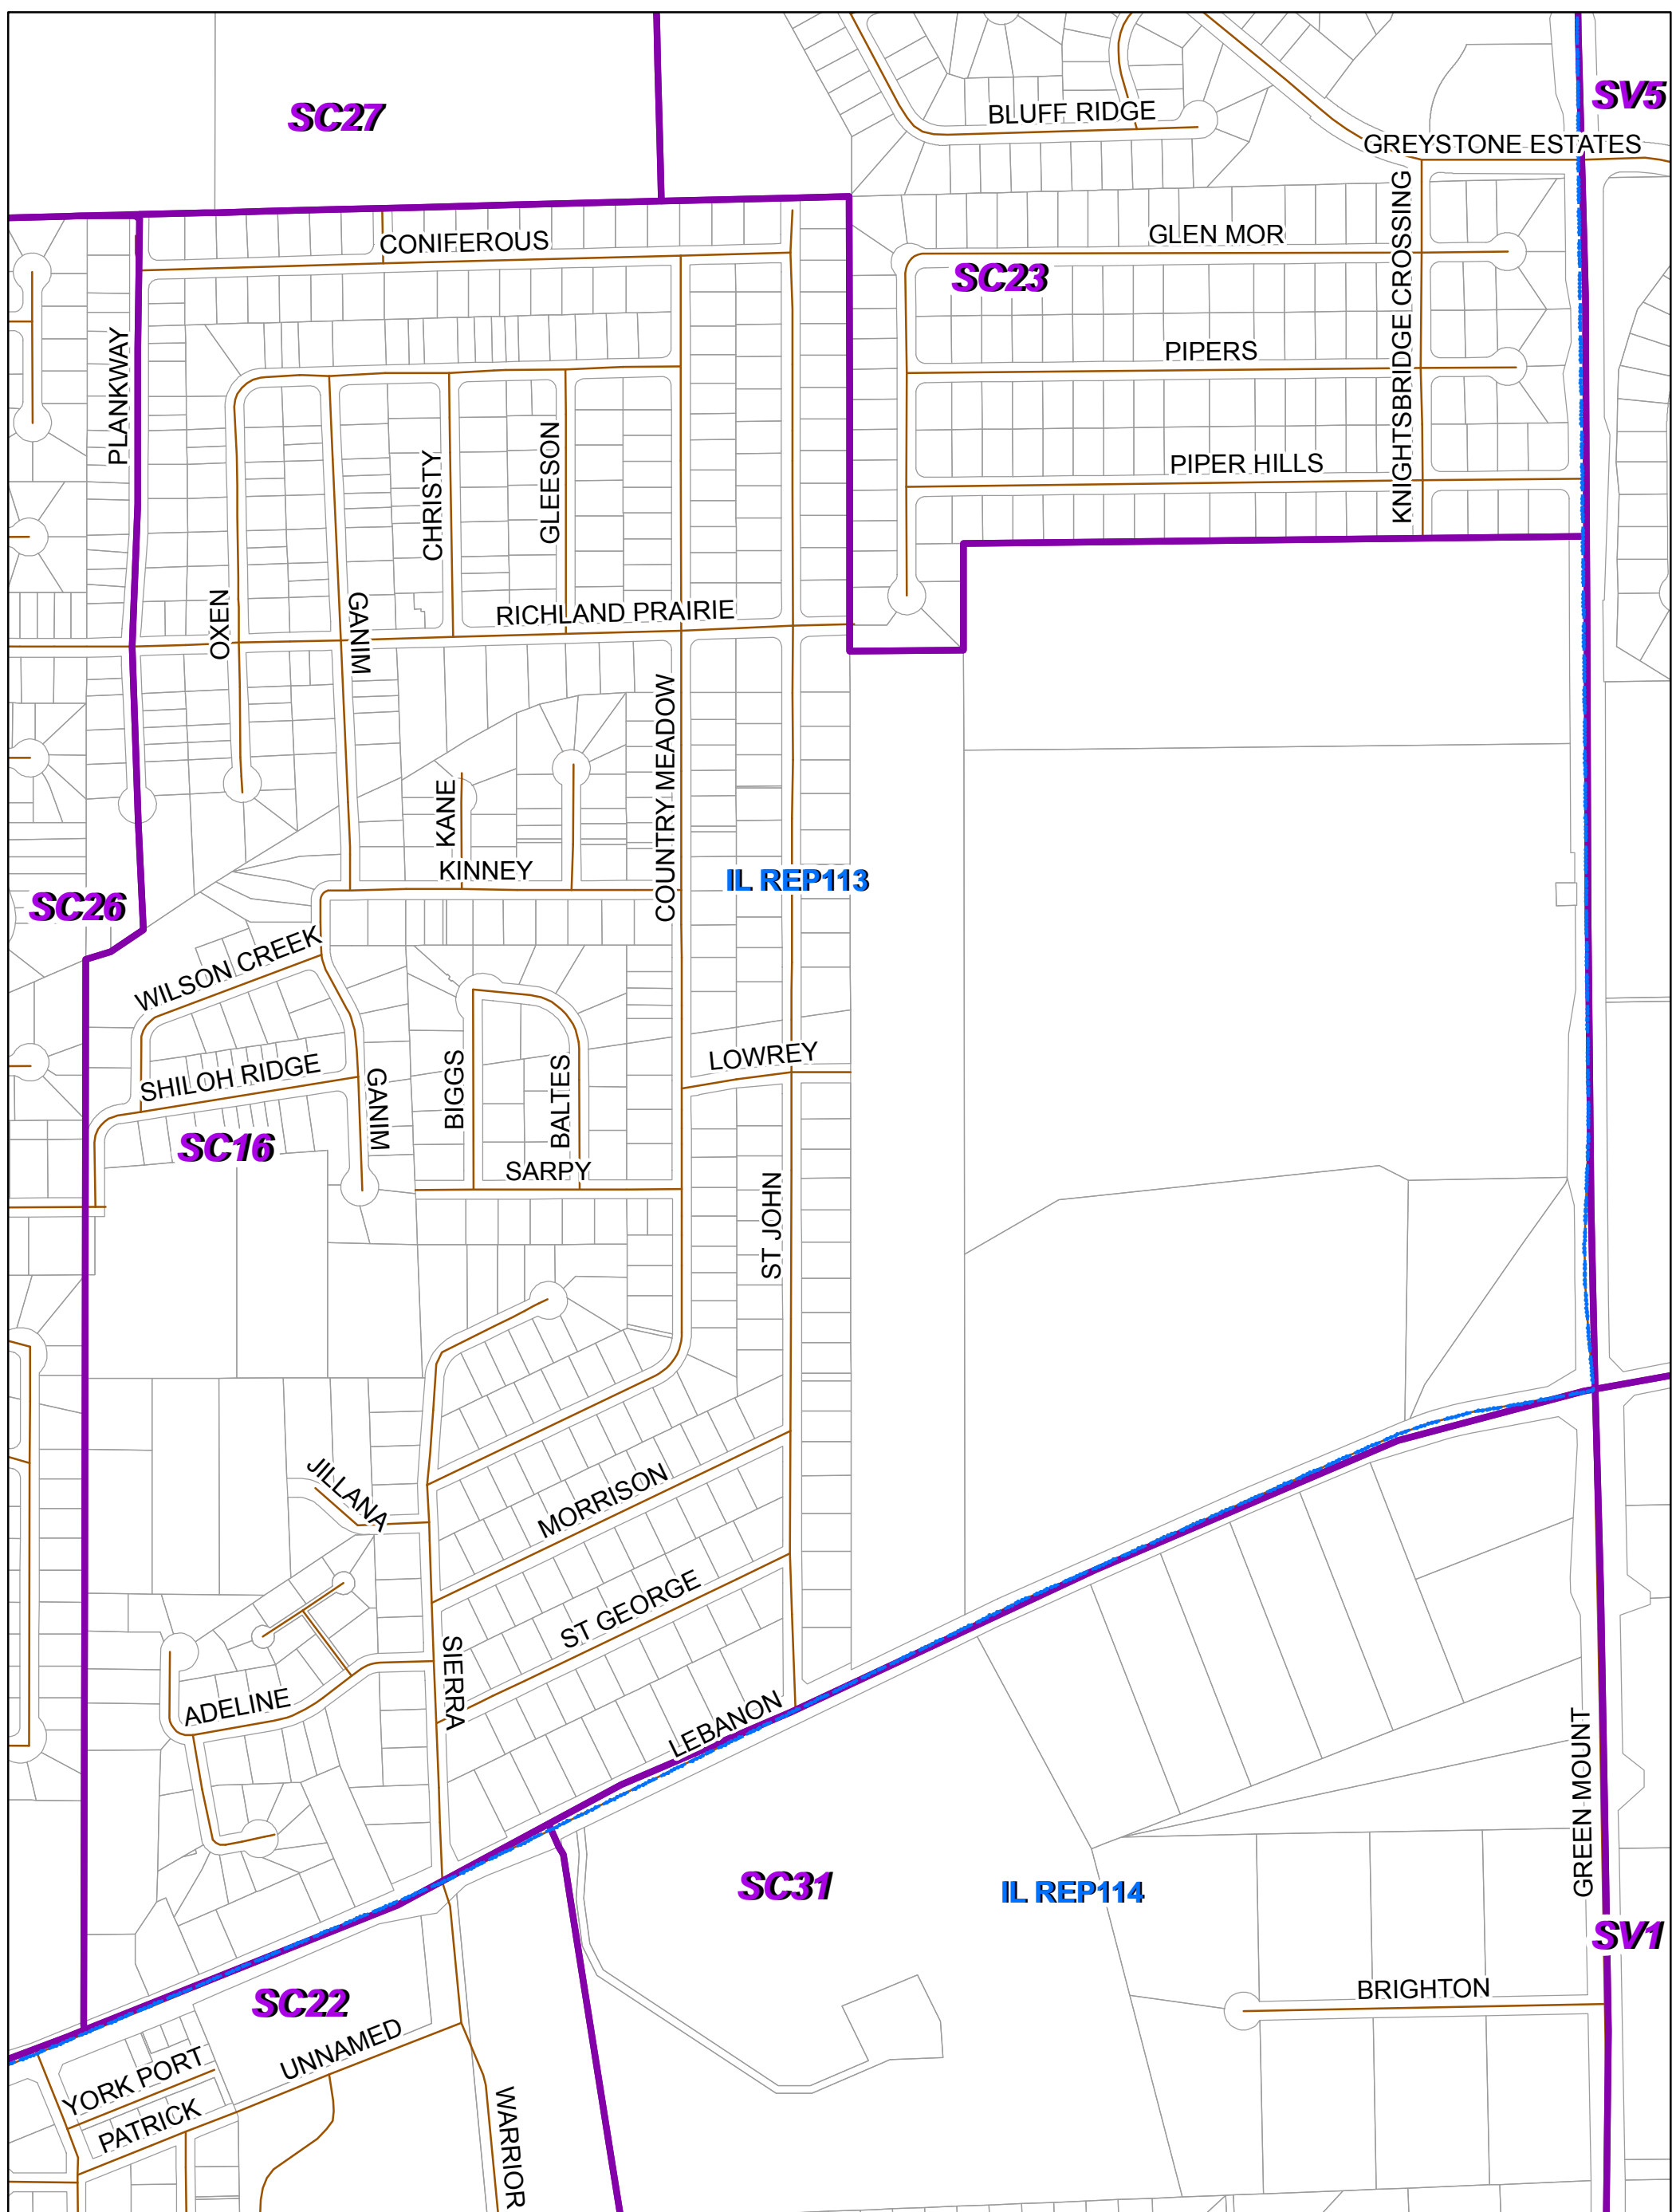 SV5
SC27
BLUFF RIDGE
GREYSTONE ESTATES
GLEN MOR
CONIFEROUS
SC23
KNIGHTSBRIDGE CROSSING
PLANKWAY
PIPERS
CHRISTY
GLEESON
PIPER HILLS
OXEN
GANIM
RICHLAND PRAIRIE
COUNTRY MEADOW
KANE
KINNEY
IL REP113
SC26
WILSON CREEK
LOWREY
SHILOH RIDGE
GANIM
BIGGS
BALTES
SC16
SARPY
ST JOHN
JILLANA
MORRISON
ST GEORGE
SIERRA
ADELINE
LEBANON
GREEN MOUNT
SC31
IL REP114
SV1
BRIGHTON
SC22
UNNAMED
YORK PORT
PATRICK
WARRIOR